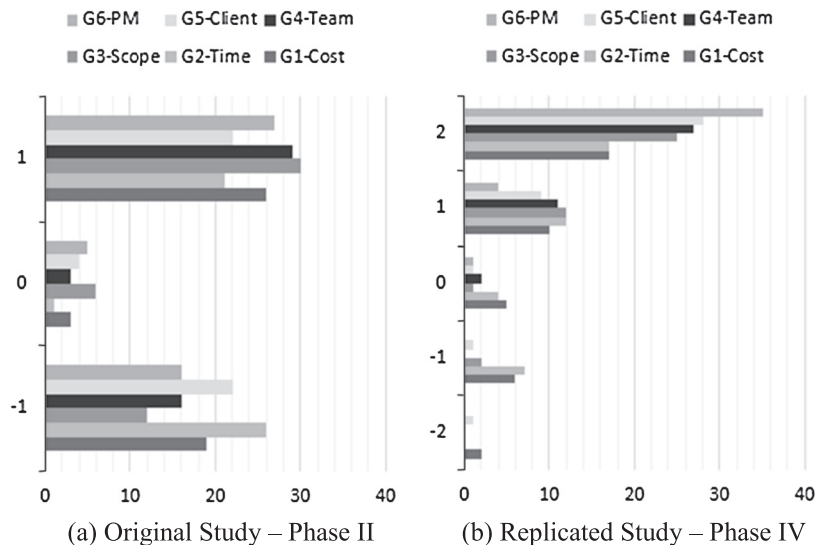 G6-PM G5-Client G4-Team
G3-Scope G2-Time G1-Cost
1
0
-1
0 10 20 30 40
(a) Original Study – Phase II
G6-PM G5-Client G4-Team
G3-Scope G2-Time G1-Cost
2
1
0
-1
-2
0 10 20 30 40
(b) Replicated Study – Phase IV